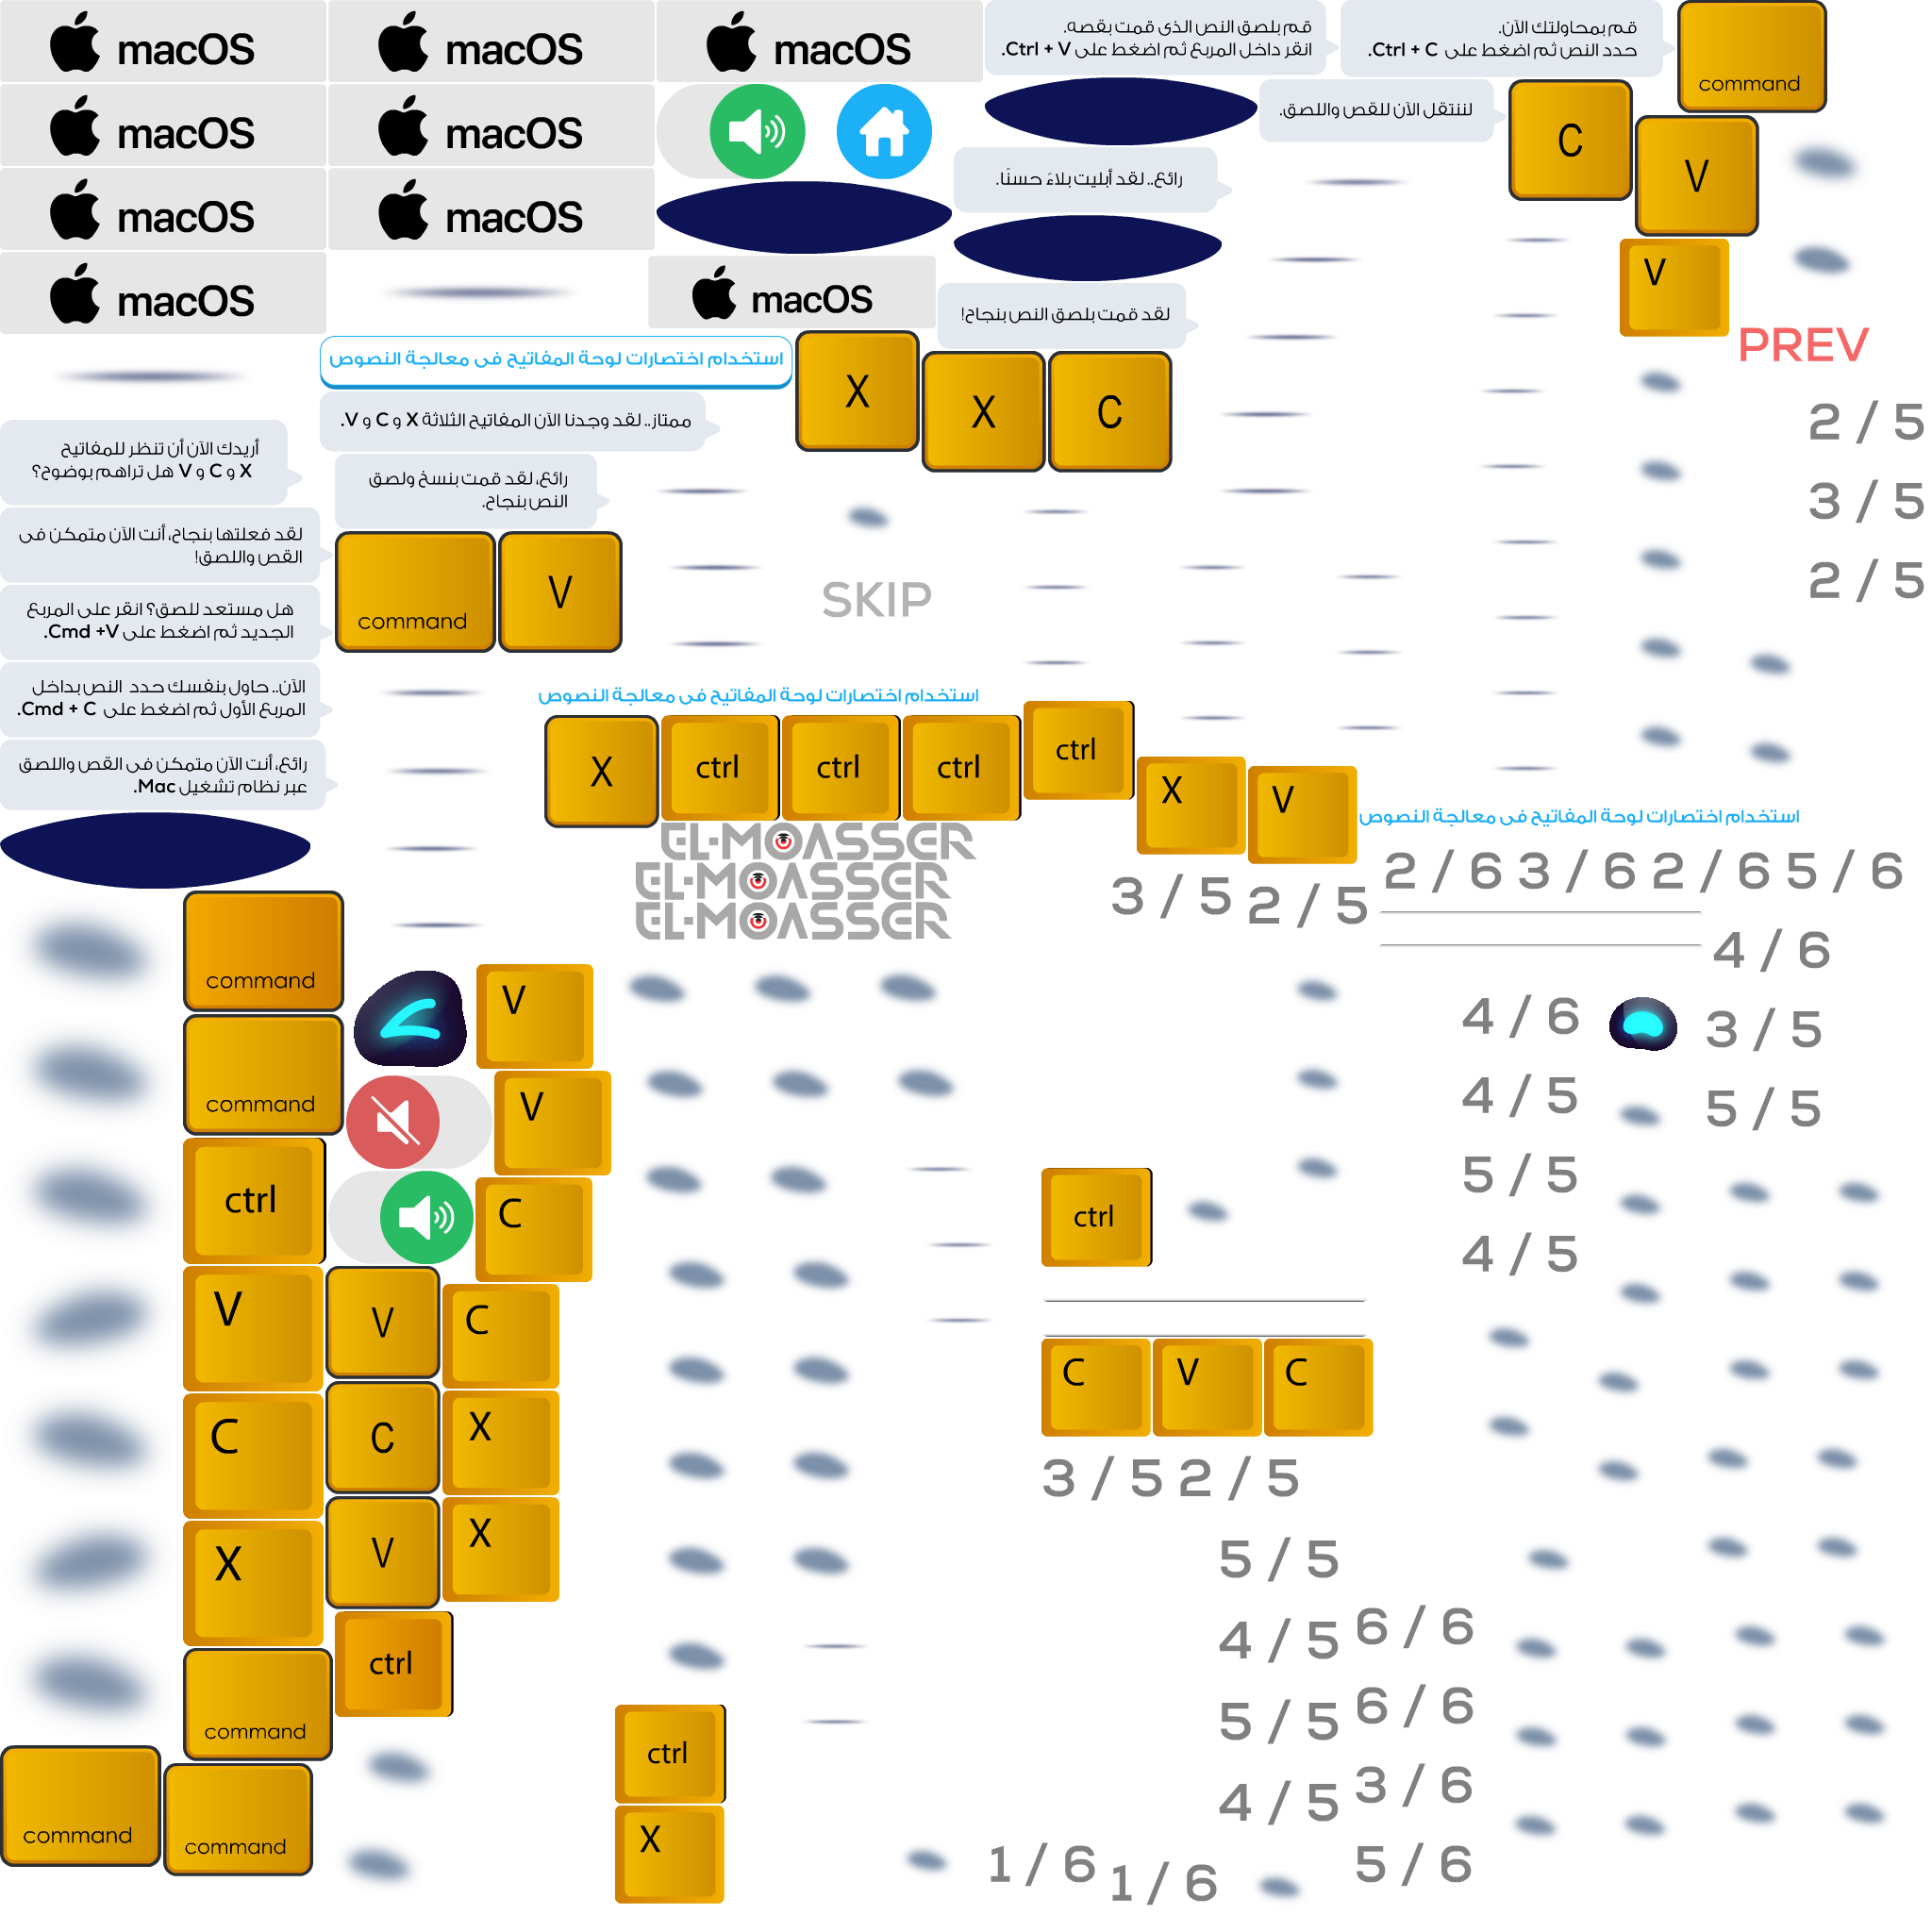 macOS
macOS
macOS
قم بلصق النص الذى قمت بقصه.
انقر داخل المربع ثم اضغط على Ctrl + V.
قم بمحاولتك الآن.
حدد النص ثم اضغط على Ctrl + C.
command
macOS
macOS
لننتقل الآن للقص واللصق.
C
V
رائع.. لقد أبليت بلاءً حسنًا.
macOS
macOS
V
macOS
macOS
لقد قمت بلصق النص بنجاح!
PREV
استخدام اختصارات لوحة المفاتيح فى معالجة النصوص
X
X
C
ممتاز.. لقد وجدنا الآن المفاتيح الثلاثة X و C و V.
2 / 5
أريدك الآن أن تنظر للمفاتيح
X و C و V هل تراهم بوضوح؟
رائع، لقد قمت بنسخ ولصق
النص بنجاح.
3 / 5
لقد فعلتها بنجاح، أنت الآن متمكن فى
القص واللصق!
command
V
SKIP
2 / 5
هل مستعد للصق؟ انقر على المربع
الجديد ثم اضغط على Cmd +V.
الآن.. حاول بنفسك حدد النص بداخل
المربع الأول ثم اضغط على Cmd + C.
استخدام اختصارات لوحة المفاتيح فى معالجة النصوص
رائع، أنت الآن متمكن فى القص واللصق
عبر نظام تشغيل Mac.
X
ctrl
ctrl
ctrl
ctrl
X
V
استخدام اختصارات لوحة المفاتيح فى معالجة النصوص
EL-MOASSER
EL-MOASSER
EL-MOASSER
3 / 5
2 / 5
2 / 6
3 / 6
2 / 6
5 / 6
4 / 6
command
V
4 / 6
3 / 5
command
V
4 / 5
5 / 5
ctrl
C
ctrl
5 / 5
4 / 5
V
V
C
C
V
C
C
C
X
3 / 5
2 / 5
X
V
X
5 / 5
ctrl
4 / 5
6 / 6
command
ctrl
5 / 5
6 / 6
command
command
X
4 / 5
3 / 6
1 / 6
1 / 6
5 / 6